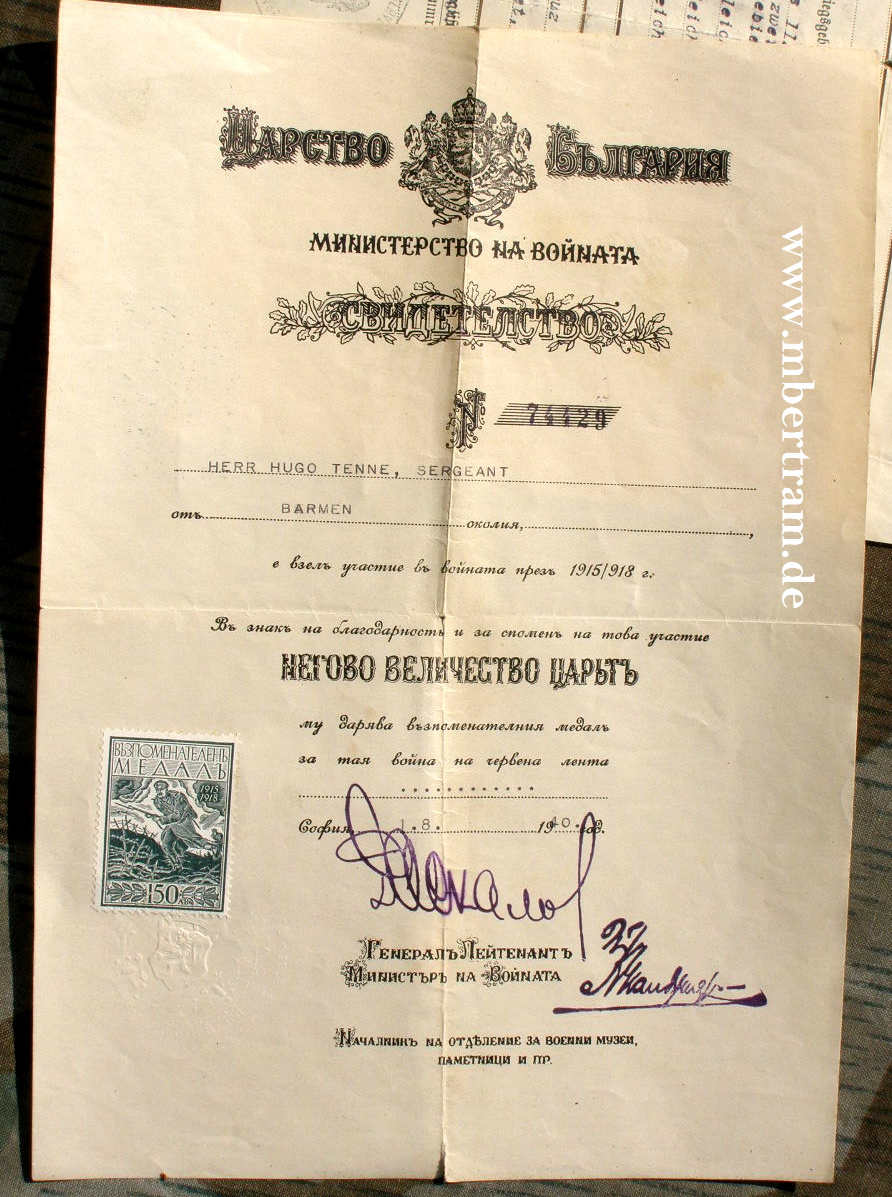 ЦАРСТВО БЪЛГАРИЯ
МИНИСТЕРСТВО НА ВОЙНАТА
СВИДЕТЕЛСТВО
№ 74429
HERR HUGO TENNE, SERGEANT
отъ BARMEN околия,
е взелъ участие въ войната презъ 1915/918 г.
Въ знакъ на благодарность и за споменъ на това участие
НЕГОВО ВЕЛИЧЕСТВО ЦАРЬТЪ
му дарява възпоменателния медалъ
за тая война на червена лента
София, 1.8. 1940. год.
ГЕНЕРАЛЪ ЛЕЙТЕНАНТЪ
МИНИСТЪРЪ НА ВОЙНАТА
НАЧАЛНИКЪ НА ОТДѢЛЕНИЕ ЗА ВОЕННИ МУЗЕИ,
ПАМЕТНИЦИ И ПР.
ВЪЗПОМЕНАТЕЛЕНЪ
МЕДАЛЪ
1915
1918
150 ЛВА
www.mbertram.de